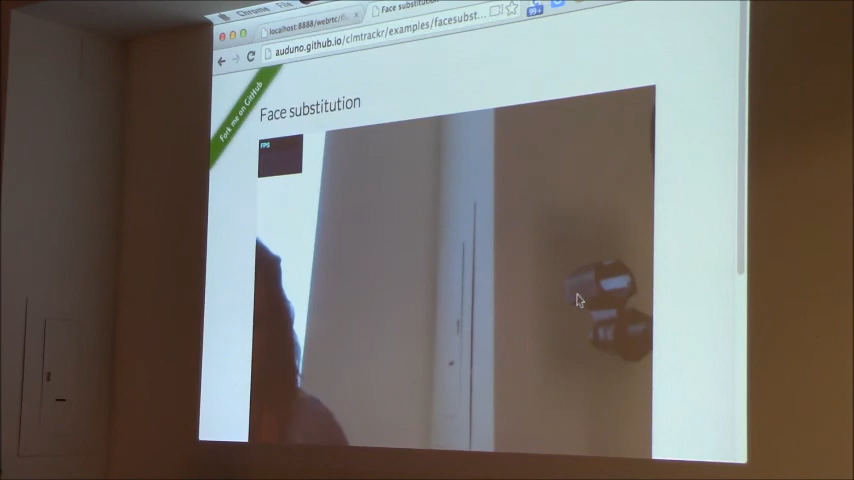 Chrome File
localhost:8888/webrtc/
Face substitution
auduno.github.io/clmtrackr/examples/facesubst...
99+
Fork me on GitHub
Face substitution
FPS